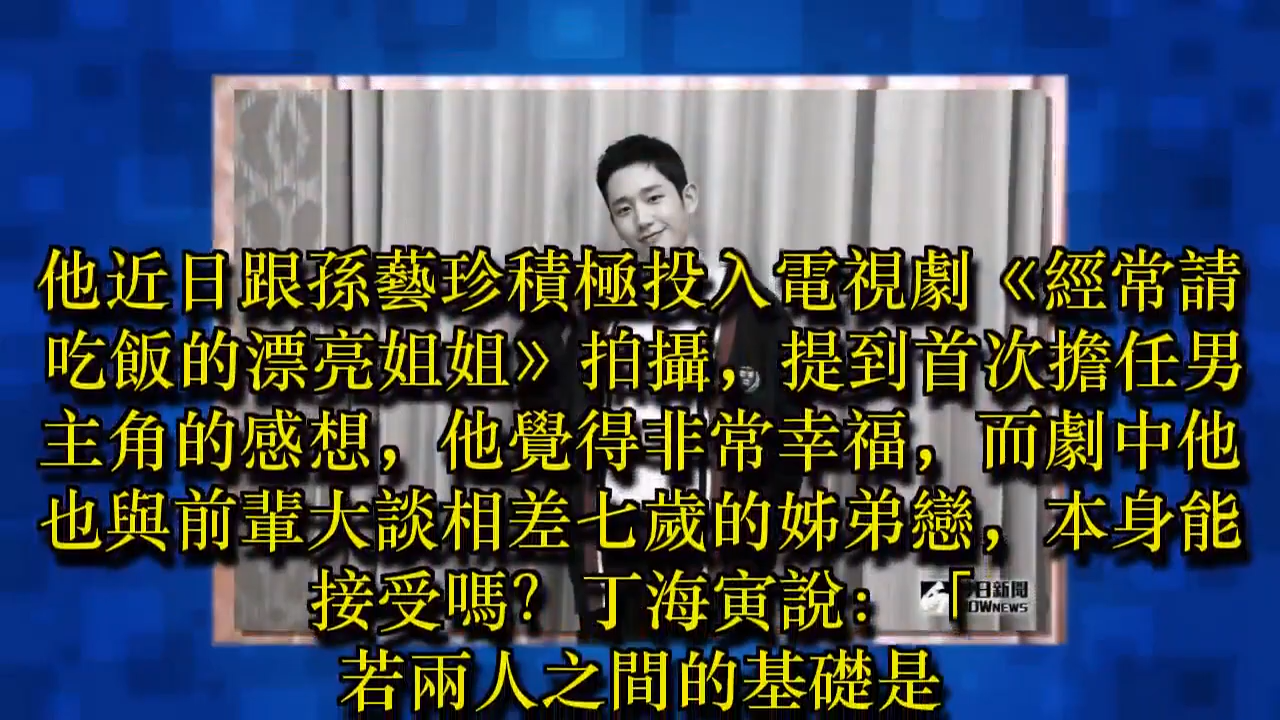 他近日跟孫藝珍積極投入電視劇《經常請
吃飯的漂亮姐姐》拍攝，提到首次擔任男
主角的感想，他覺得非常幸福，而劇中他
也與前輩大談相差七歲的姊弟戀，本身能
接受嗎？丁海寅說：「
若兩人之間的基礎是
日新聞
OWNEWS